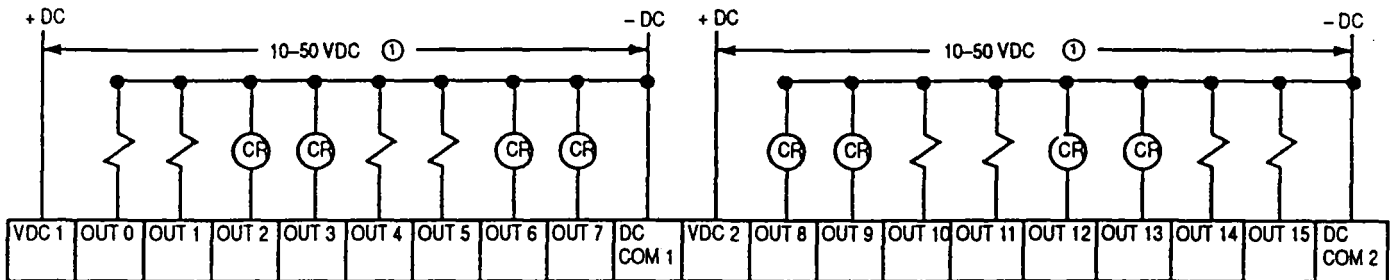 + DC – DC + DC – DC
10–50 VDC ① 10–50 VDC ①
CR CR CR CR CR CR CR CR
VDC 1 OUT 0 OUT 1 OUT 2 OUT 3 OUT 4 OUT 5 OUT 6 OUT 7 DC COM 1 VDC 2 OUT 8 OUT 9 OUT 10 OUT 11 OUT 12 OUT 13 OUT 14 OUT 15 DC COM 2